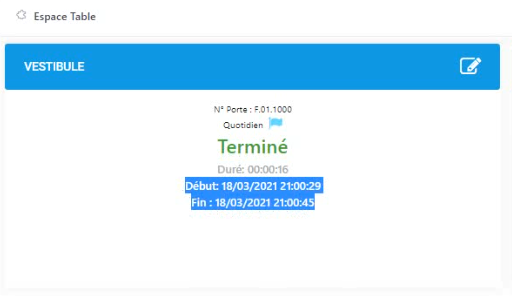 Espace Table
VESTIBULE
N° Porte : F.01.1000
Quotidien
Terminé
Duré: 00:00:16
Début: 18/03/2021 21:00:29
Fin : 18/03/2021 21:00:45